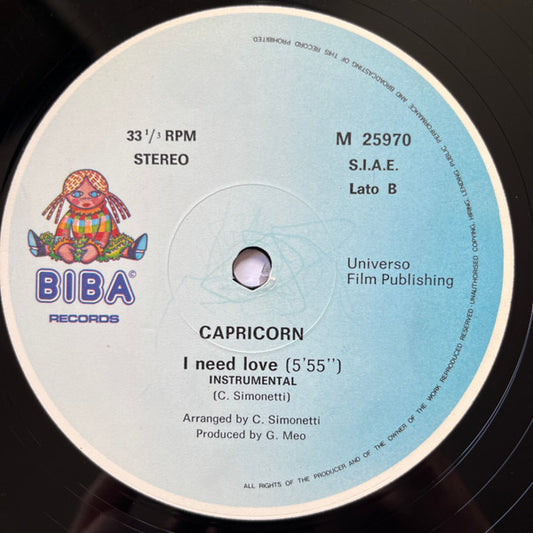 33 1/3 RPM
STEREO
M 25970
S.I.A.E.
Lato B
BIBA©
RECORDS
Universo
Film Publishing
CAPRICORN
I need love (5'55'')
INSTRUMENTAL
(C. Simonetti)
Arranged by C. Simonetti
Produced by G. Meo
ALL RIGHTS OF THE PRODUCER AND OF THE OWNER OF THE WORK REPRODUCED RESERVED · UNAUTHORISED COPYING, HIRING, LENDING, PUBLIC PERFORMANCE AND BROADCASTING OF THIS RECORD PROHIBITED.